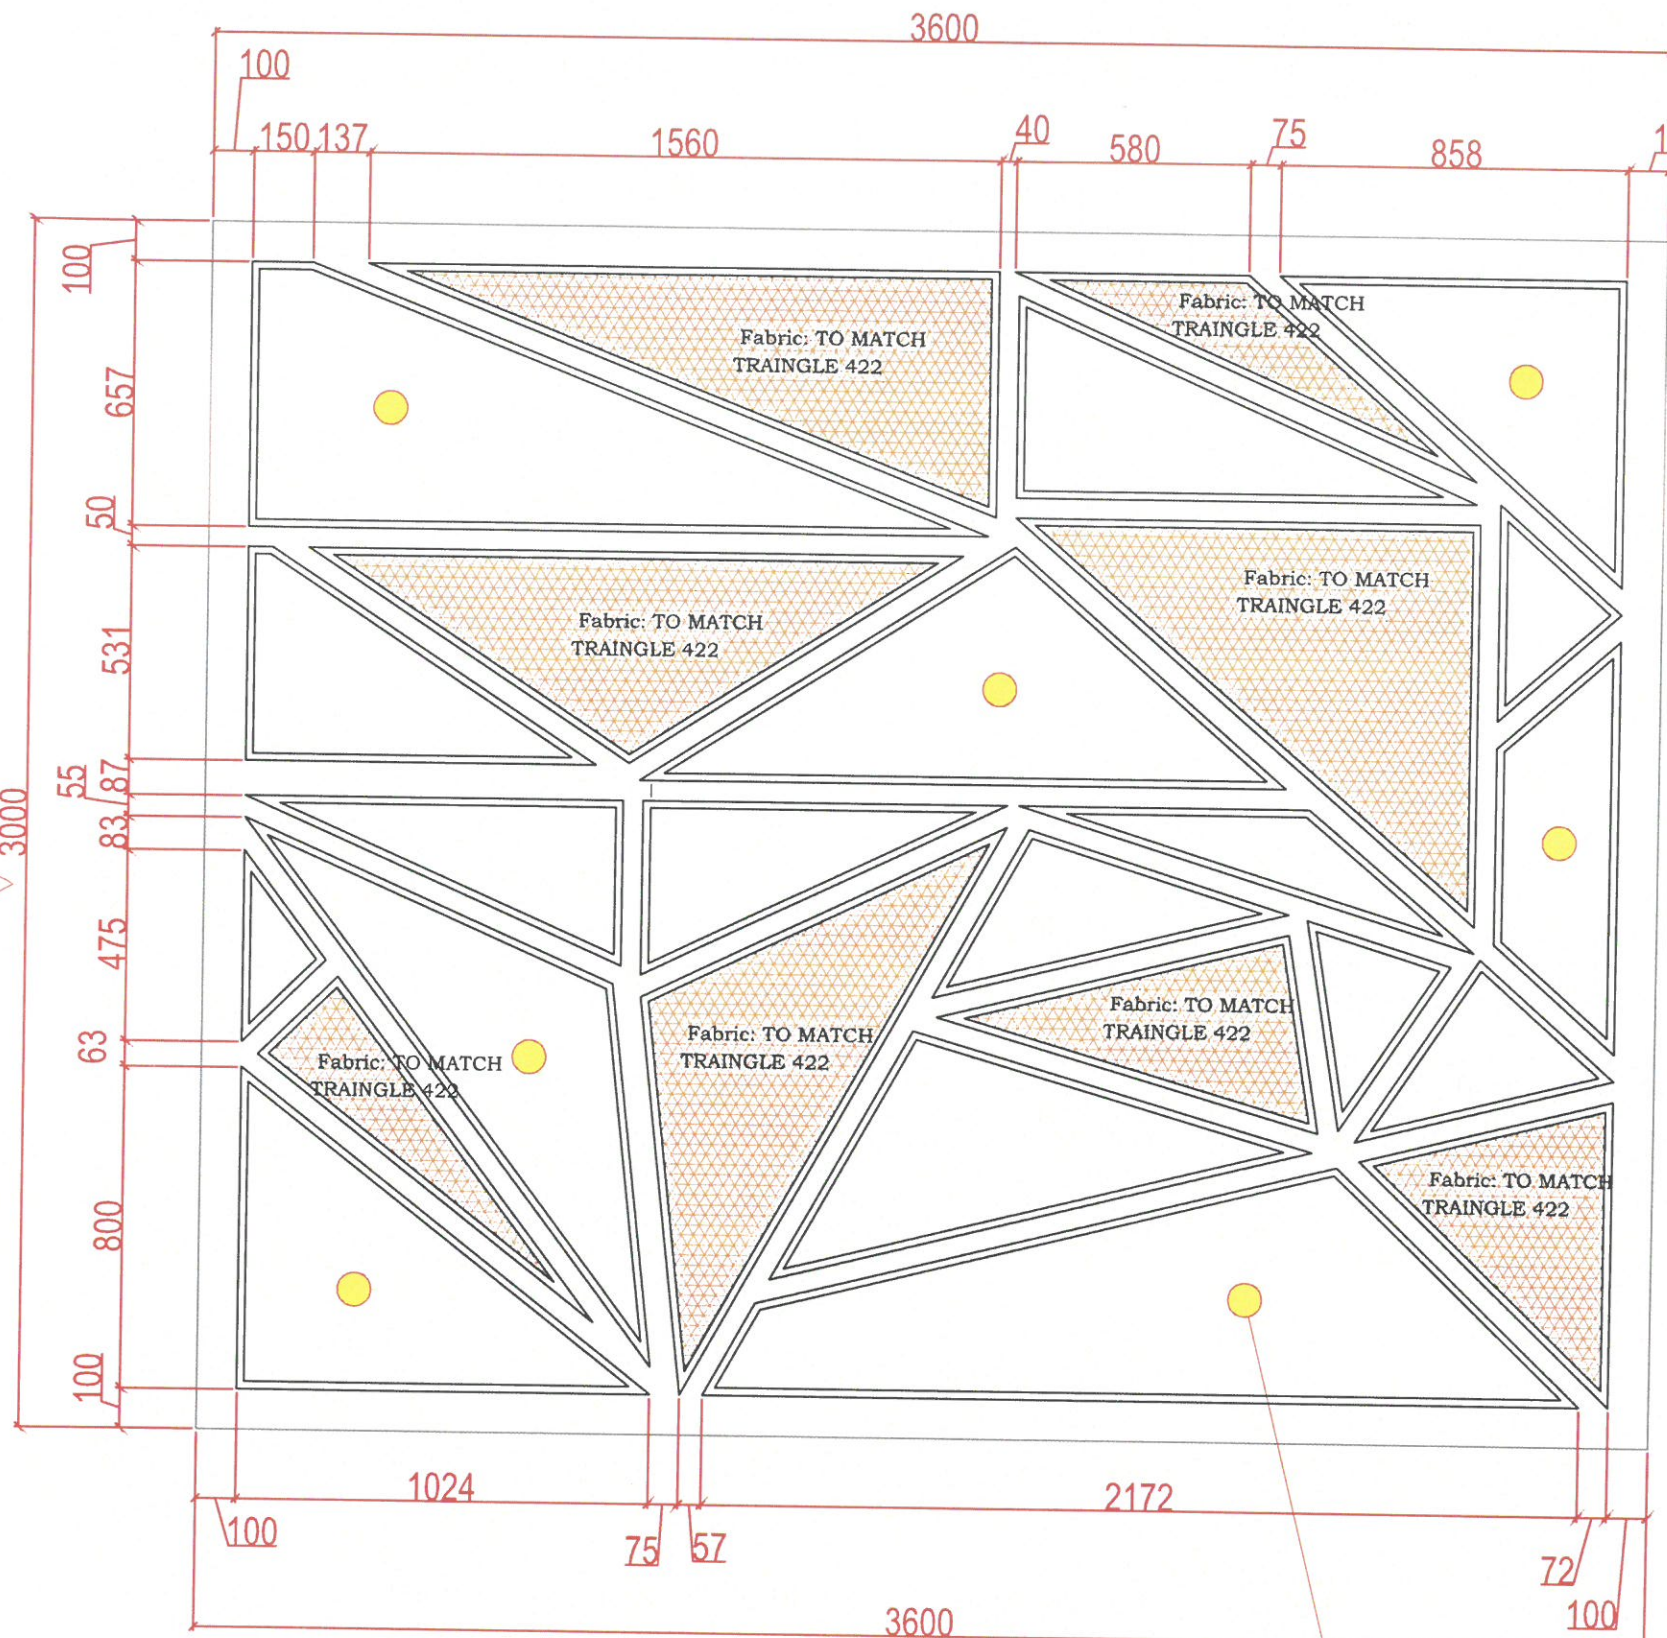 3600
100
150 137 1560 40 580 75 858 1
100
Fabric: TO MATCH
TRAINGLE 422
Fabric: TO MATCH
TRAINGLE 422
657
50
Fabric: TO MATCH
TRAINGLE 422
Fabric: TO MATCH
TRAINGLE 422
531
55
87
3000
83
475
Fabric: TO MATCH
TRAINGLE 422
Fabric: TO MATCH
TRAINGLE 422
63
Fabric: TO MATCH
TRAINGLE 422
800
Fabric: TO MATCH
TRAINGLE 422
100
1024 2172
100 75 57 72
100
3600